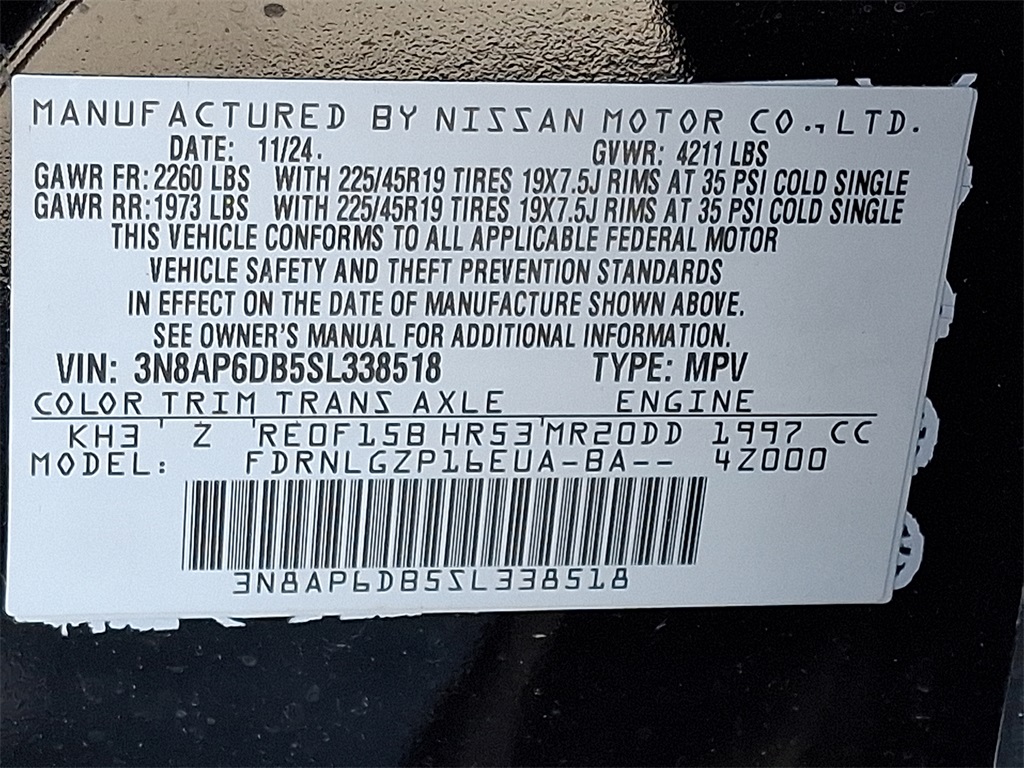 MANUFACTURED BY NISSAN MOTOR CO.,LTD.
DATE: 11/24. GVWR: 4211 LBS
GAWR FR: 2260 LBS WITH 225/45R19 TIRES 19X7.5J RIMS AT 35 PSI COLD SINGLE
GAWR RR: 1973 LBS WITH 225/45R19 TIRES 19X7.5J RIMS AT 35 PSI COLD SINGLE
THIS VEHICLE CONFORMS TO ALL APPLICABLE FEDERAL MOTOR
VEHICLE SAFETY AND THEFT PREVENTION STANDARDS
IN EFFECT ON THE DATE OF MANUFACTURE SHOWN ABOVE.
SEE OWNER'S MANUAL FOR ADDITIONAL INFORMATION.
VIN: 3N8AP6DB5SL338518 TYPE: MPV
COLOR TRIM TRANS AXLE ENGINE
KH3 Z RE0F15B HR53 MR20DD 1997 CC
MODEL: FDRNLGZP16EUA-BA-- 4Z000
3N8AP6DB5SL338518